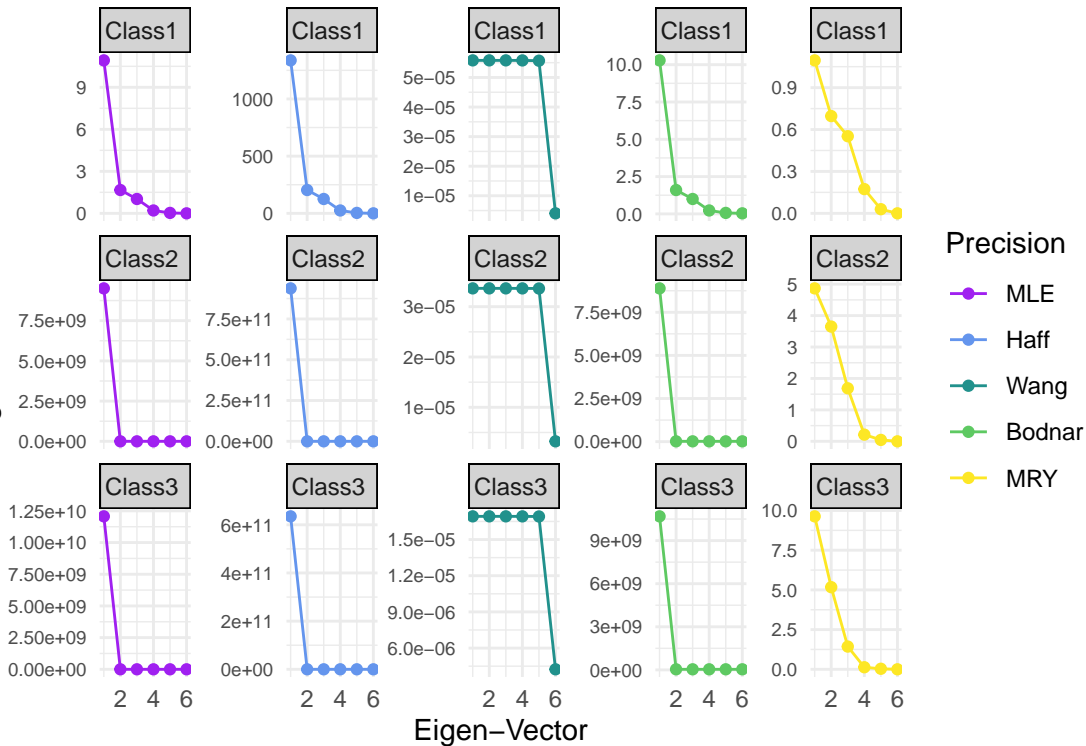 Class1 Class1 Class1 Class1 Class1
9 1000 5e−05 10.0 0.9
4e−05 7.5
6 0.6
3e−05 5.0
3 500 2e−05 2.5 0.3
1e−05
0 0 0.0 0.0
Class2 Class2 Class2 Class2 Class2
7.5e+09 7.5e+11 3e−05 7.5e+09 5
4
5.0e+09 5.0e+11 2e−05 5.0e+09 3
2
2.5e+09 2.5e+11 1e−05 2.5e+09 1
0.0e+00 0.0e+00 0.0e+00 0
Class3 Class3 Class3 Class3 Class3
1.25e+10 6e+11 1.5e−05 9e+09 10.0
1.00e+10 7.5
7.50e+09 4e+11 1.2e−05 6e+09 5.0
5.00e+09 2e+11 9.0e−06 3e+09 2.5
2.50e+09 6.0e−06
0.00e+00 0e+00 0e+00 0.0
2 4 6 2 4 6 2 4 6 2 4 6 2 4 6
Eigen−Vector
Precision
MLE
Haff
Wang
Bodnar
MRY